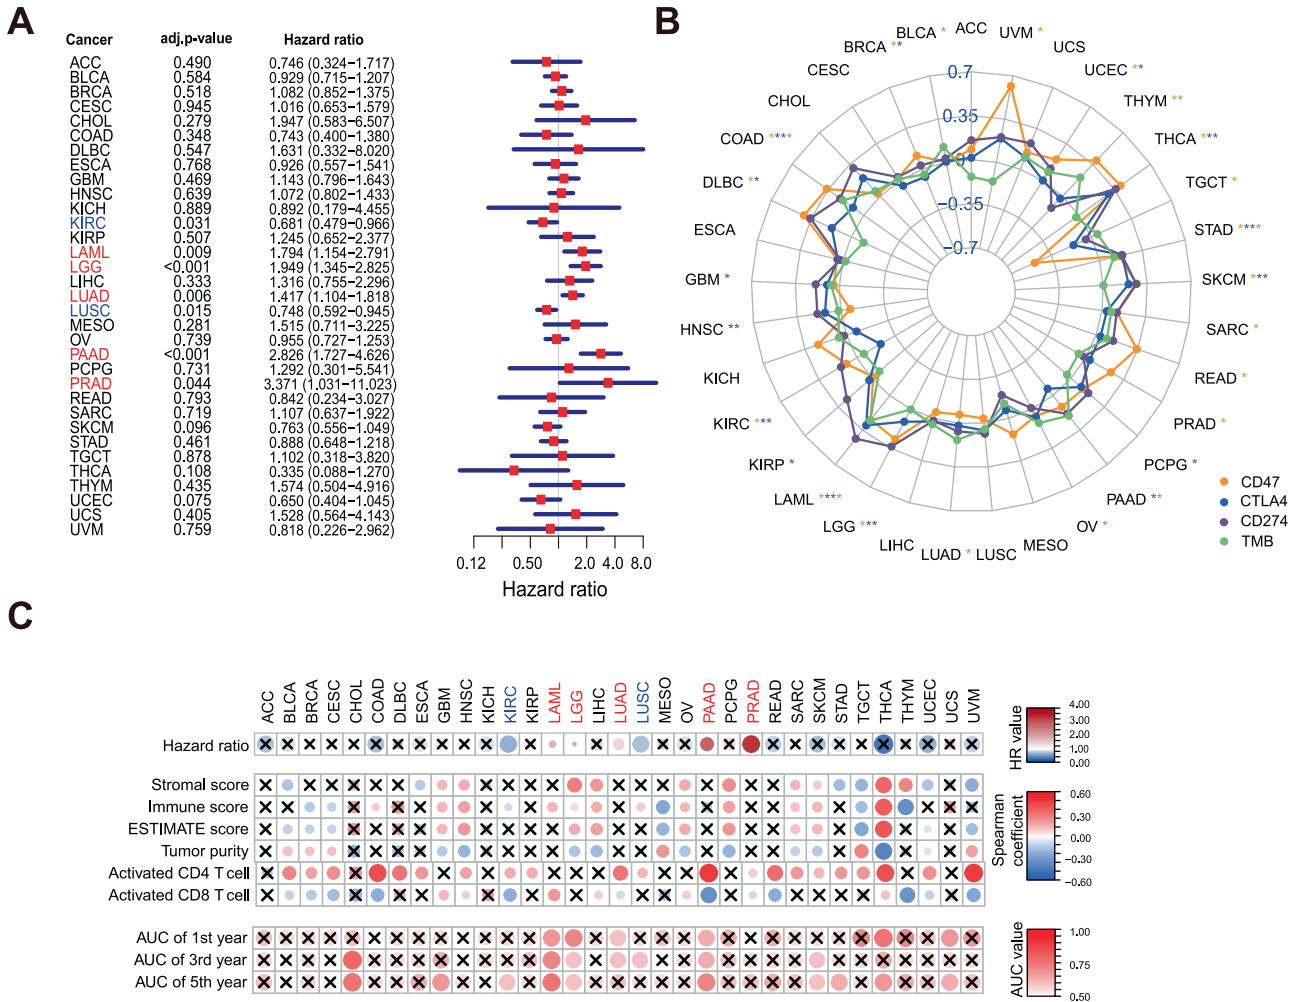 A
Cancer adj,p-value Hazard ratio
ACC 0.490 0.746 (0.324−1.717)
BLCA 0.584 0.929 (0.715−1.207)
BRCA 0.518 1.082 (0.852−1.375)
CESC 0.945 1.016 (0.653−1.579)
CHOL 0.279 1.947 (0.583−6.507)
COAD 0.348 0.743 (0.400−1.380)
DLBC 0.547 1.631 (0.332−8.020)
ESCA 0.768 0.926 (0.557−1.541)
GBM 0.469 1.143 (0.796−1.643)
HNSC 0.639 1.072 (0.802−1.433)
KICH 0.889 0.892 (0.179−4.455)
KIRC 0.031 0.681 (0.479−0.966)
KIRP 0.507 1.245 (0.652−2.377)
LAML 0.009 1.794 (1.154−2.791)
LGG <0.001 1.949 (1.345−2.825)
LIHC 0.333 1.316 (0.755−2.296)
LUAD 0.006 1.417 (1.104−1.818)
LUSC 0.015 0.748 (0.592−0.945)
MESO 0.281 1.515 (0.711−3.225)
OV 0.739 0.955 (0.727−1.253)
PAAD <0.001 2.826 (1.727−4.626)
PCPG 0.731 1.292 (0.301−5.541)
PRAD 0.044 3.371 (1.031−11.023)
READ 0.793 0.842 (0.234−3.027)
SARC 0.719 1.107 (0.637−1.922)
SKCM 0.096 0.763 (0.556−1.049)
STAD 0.461 0.888 (0.648−1.218)
TGCT 0.878 1.102 (0.318−3.820)
THCA 0.108 0.335 (0.088−1.270)
THYM 0.435 1.574 (0.504−4.916)
UCEC 0.075 0.650 (0.404−1.045)
UCS 0.405 1.528 (0.564−4.143)
UVM 0.759 0.818 (0.226−2.962)
0.12 0.50 2.0 4.0 8.0
Hazard ratio
B
ACC
UVM *
UCS
UCEC **
THYM **
THCA ***
TGCT *
STAD ****
SKCM ***
SARC *
READ *
PRAD *
PCPG *
PAAD **
OV *
MESO
LUSC
LUAD *
LIHC
LGG ***
LAML ****
KIRP *
KIRC ***
KICH
HNSC **
GBM *
ESCA
DLBC **
COAD ****
CHOL
CESC
BRCA **
BLCA *
0.7
0.35
−0.35
−0.7
CD47
CTLA4
CD274
TMB
C
ACC BLCA BRCA CESC CHOL COAD DLBC ESCA GBM HNSC KICH KIRC KIRP LAML LGG LIHC LUAD LUSC MESO OV PAAD PCPG PRAD READ SARC SKCM STAD TGCT THCA THYM UCEC UCS UVM
Hazard ratio
Stromal score
Immune score
ESTIMATE score
Tumor purity
Activated CD4 T cell
Activated CD8 T cell
AUC of 1st year
AUC of 3rd year
AUC of 5th year
HR value
4.00
3.00
2.00
1.00
0.00
Spearman
coefficient
0.60
0.30
0.00
−0.30
−0.60
AUC value
1.00
0.75
0.50